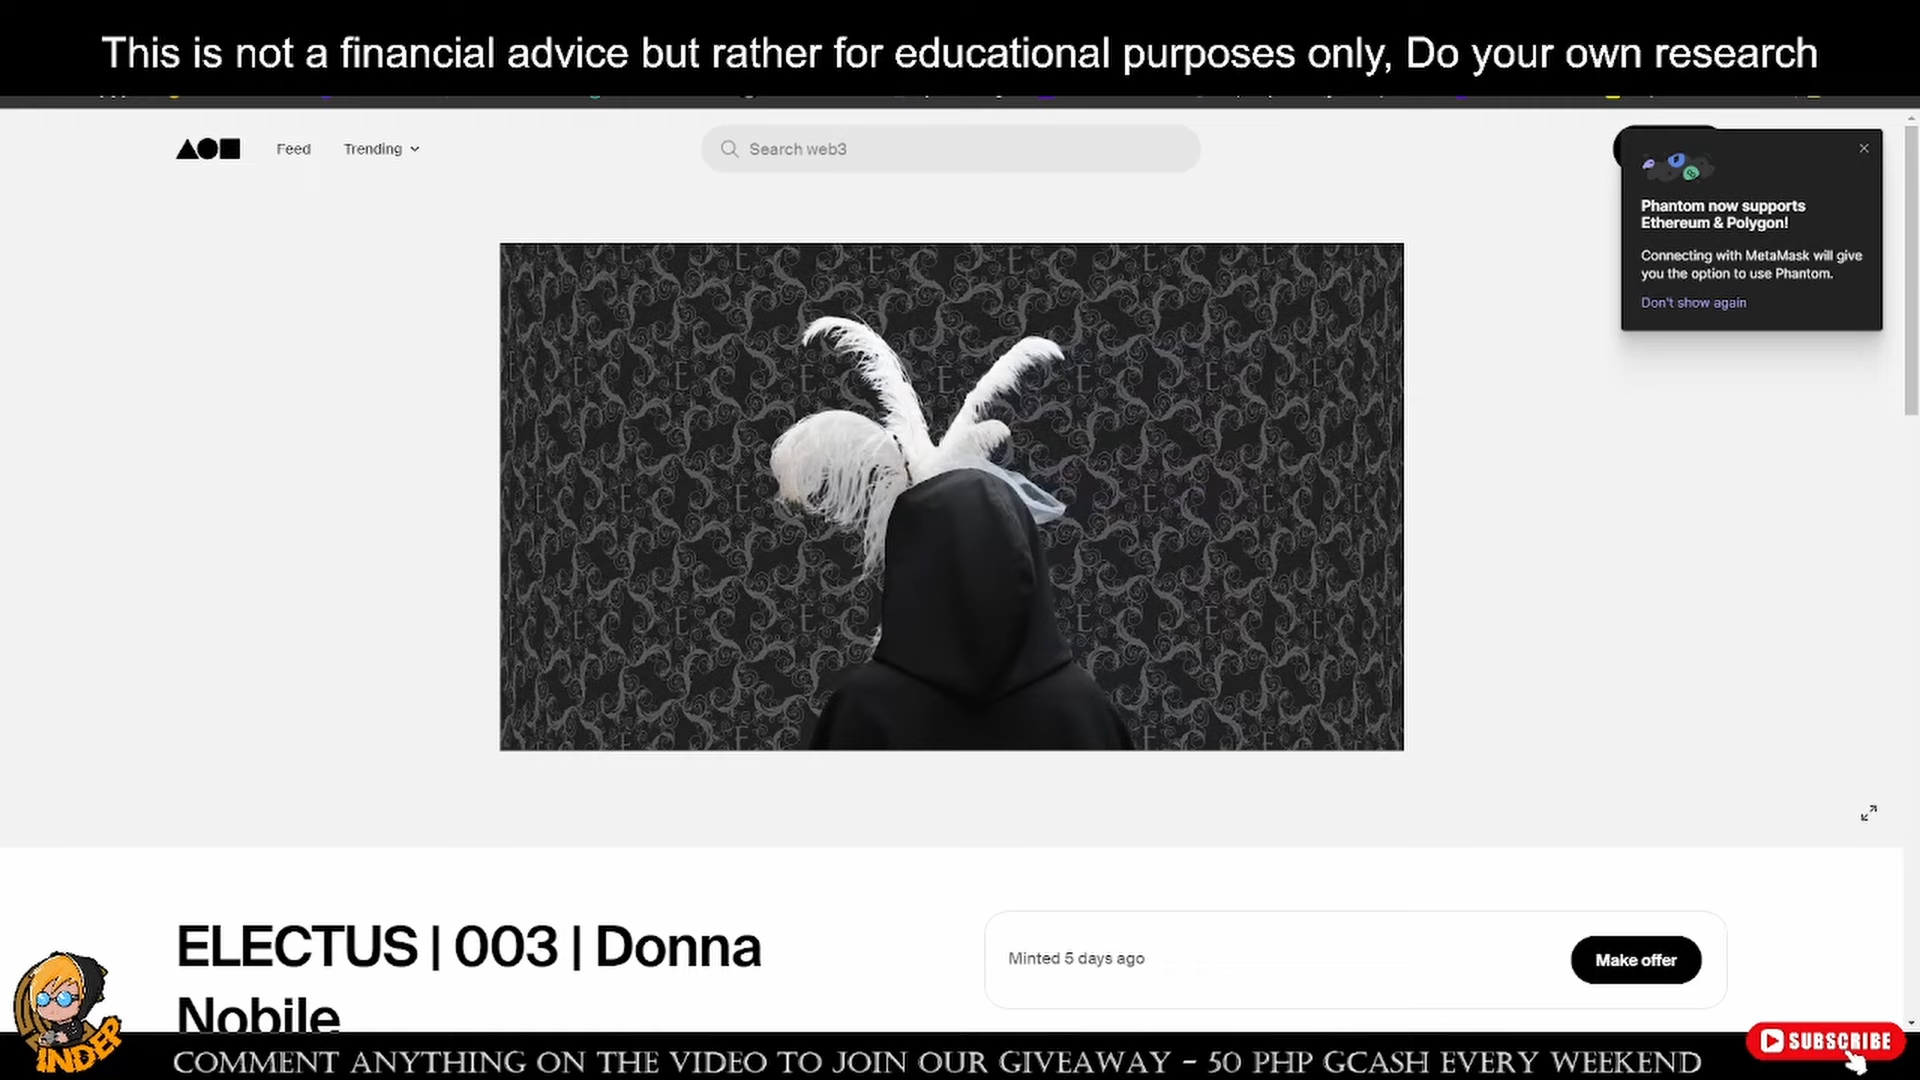 This is not a financial advice but rather for educational purposes only, Do your own research
Feed
Trending
Search web3
Phantom now supports
Ethereum & Polygon!
Connecting with MetaMask will give
you the option to use Phantom.
Don't show again
ELECTUS | 003 | Donna
Nobile
Minted 5 days ago
Make offer
INDEP
COMMENT ANYTHING ON THE VIDEO TO JOIN OUR GIVEAWAY - 50 PHP GCASH EVERY WEEKEND
SUBSCRIBE